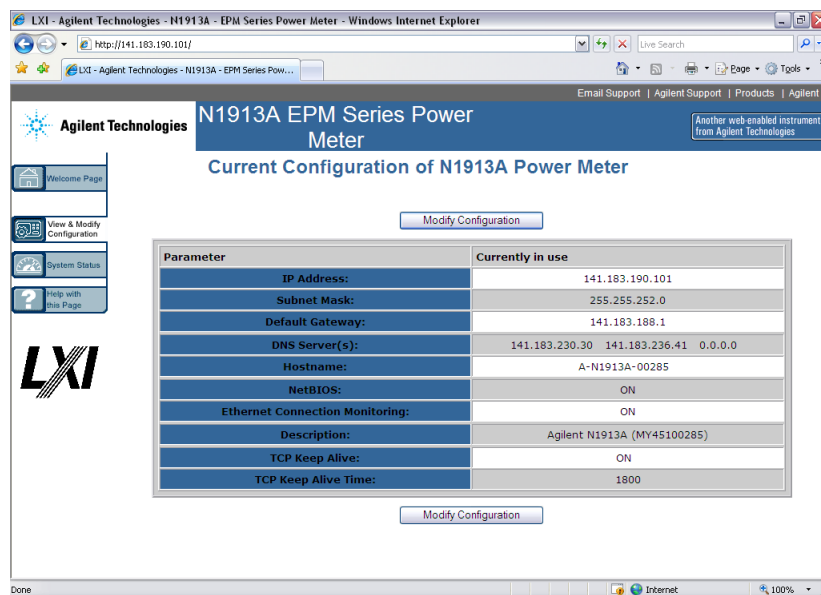 LXI - Agilent Technologies - N1913A - EPM Series Power Meter - Windows Internet Explorer
http://141.183.190.101/
Live Search
LXI - Agilent Technologies - N1913A - EPM Series Pow...
Page
Tools
Email Support | Agilent Support | Products | Agilent
Agilent Technologies
N1913A EPM Series Power
Meter
Another web-enabled instrument
from Agilent Technologies
Current Configuration of N1913A Power Meter
Welcome Page
View & Modify
Configuration
System Status
Help with
this Page
LXI
Modify Configuration
Parameter Currently in use
IP Address: 141.183.190.101
Subnet Mask: 255.255.252.0
Default Gateway: 141.183.188.1
DNS Server(s): 141.183.230.30 141.183.236.41 0.0.0.0
Hostname: A-N1913A-00285
NetBIOS: ON
Ethernet Connection Monitoring: ON
Description: Agilent N1913A (MY45100285)
TCP Keep Alive: ON
TCP Keep Alive Time: 1800
Modify Configuration
Done
Internet
100%